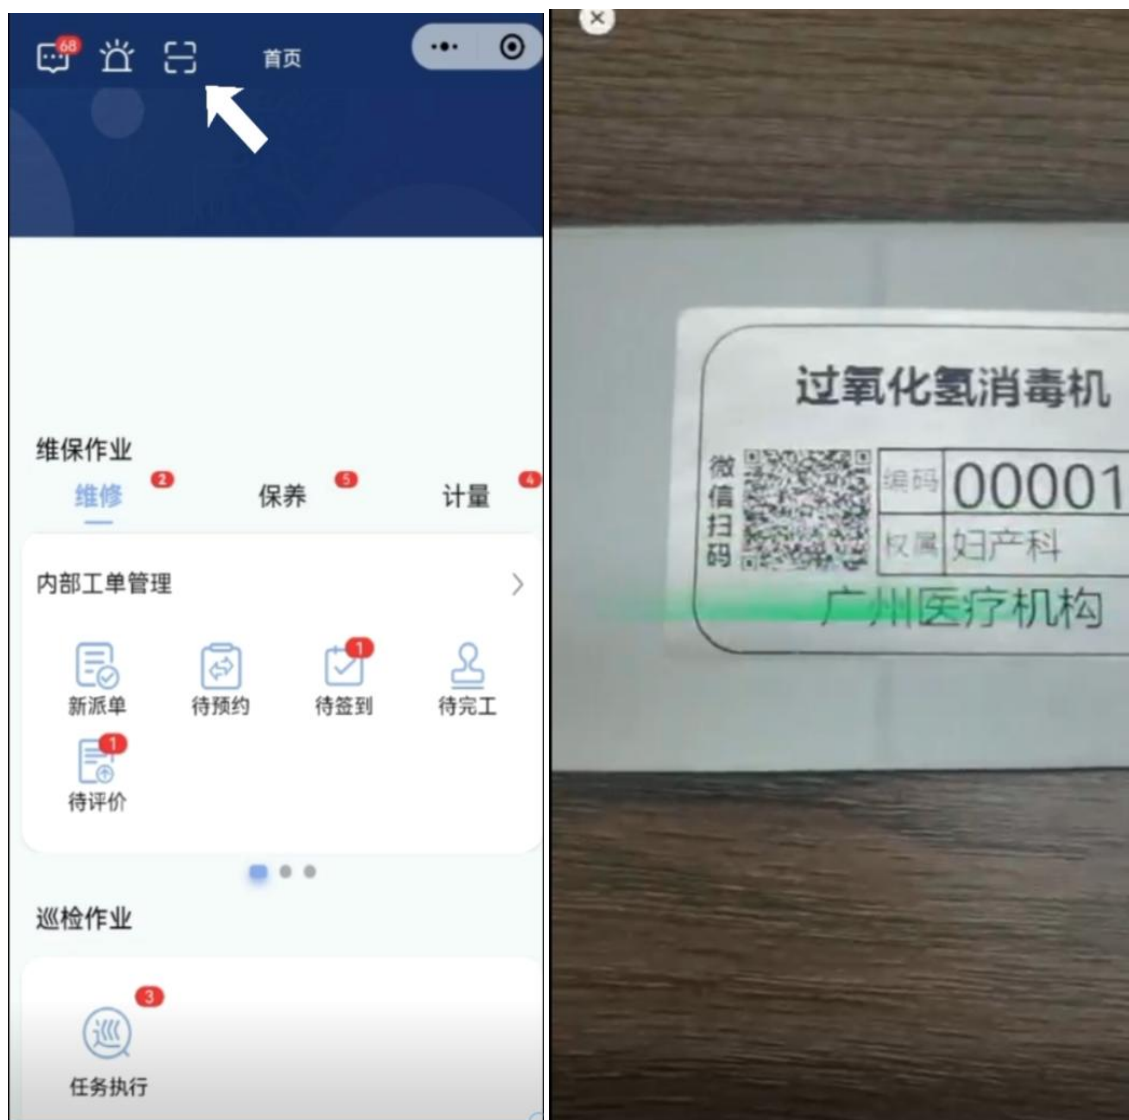 68
首页
维保作业
维修 2
保养 5
计量 4
内部工单管理
新派单
待预约
1
待签到
待完工
1
待评价
巡检作业
3
巡
任务执行
过氧化氢消毒机
微信扫码
编码 00001
权属 妇产科
广州医疗机构